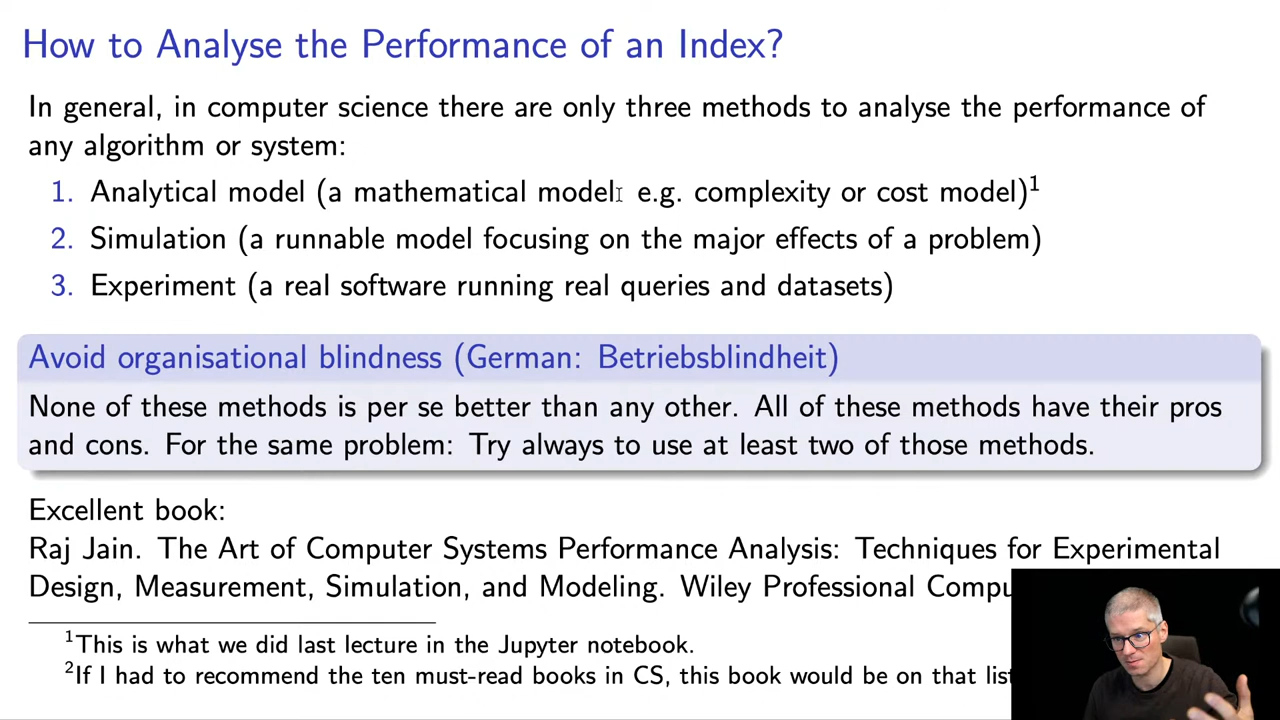 How to Analyse the Performance of an Index?
In general, in computer science there are only three methods to analyse the performance of
any algorithm or system:
1. Analytical model (a mathematical model: e.g. complexity or cost model)¹
2. Simulation (a runnable model focusing on the major effects of a problem)
3. Experiment (a real software running real queries and datasets)
Avoid organisational blindness (German: Betriebsblindheit)
None of these methods is per se better than any other. All of these methods have their pros
and cons. For the same problem: Try always to use at least two of those methods.
Excellent book:
Raj Jain. The Art of Computer Systems Performance Analysis: Techniques for Experimental
Design, Measurement, Simulation, and Modeling. Wiley Professional
¹This is what we did last lecture in the Jupyter notebook.
²If I had to recommend the ten must-read books in CS, this book would be on that list